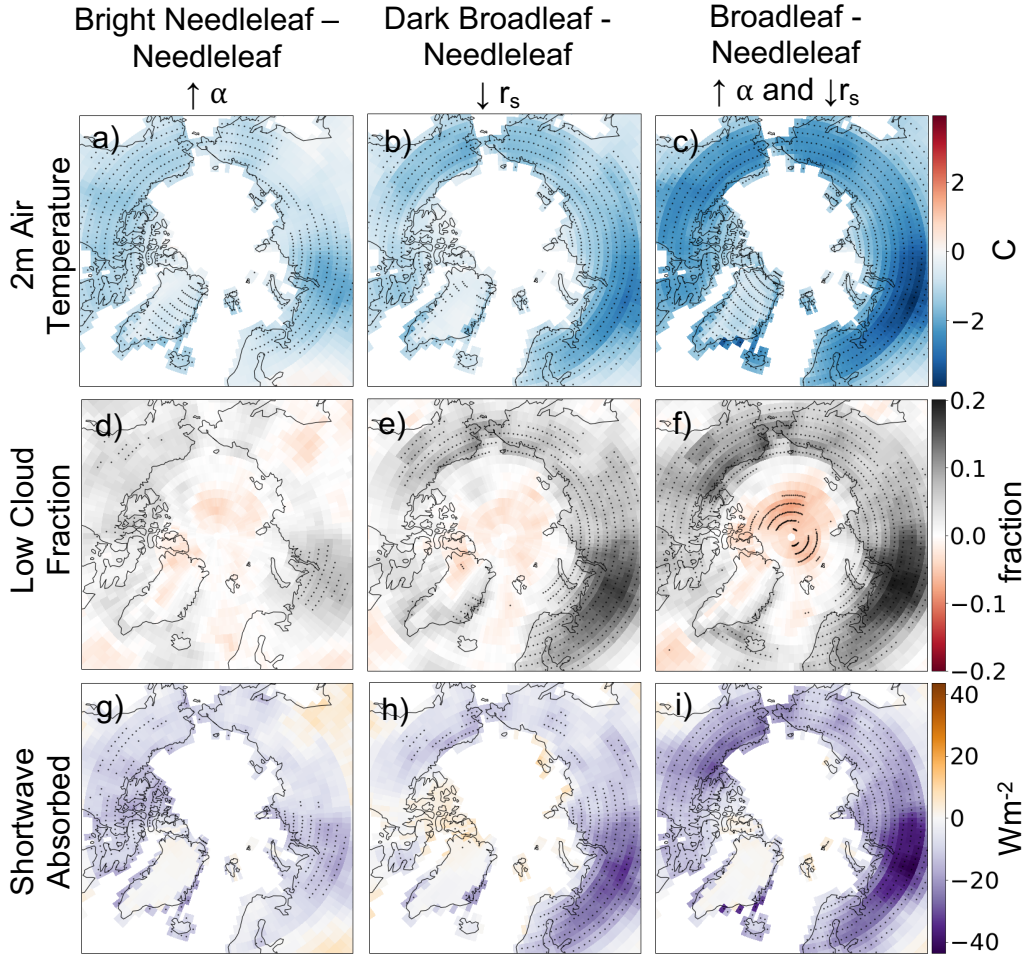 Bright Needleleaf –
Needleleaf
↑ α
Dark Broadleaf -
Needleleaf
↓ rₛ
Broadleaf -
Needleleaf
↑ α and ↓rₛ
2m Air
Temperature
a)
b)
c)
2
0
−2
C
Low Cloud
Fraction
d)
e)
f)
0.2
0.1
0.0
−0.1
−0.2
fraction
Shortwave
Absorbed
g)
h)
i)
40
20
0
−20
−40
Wm⁻²